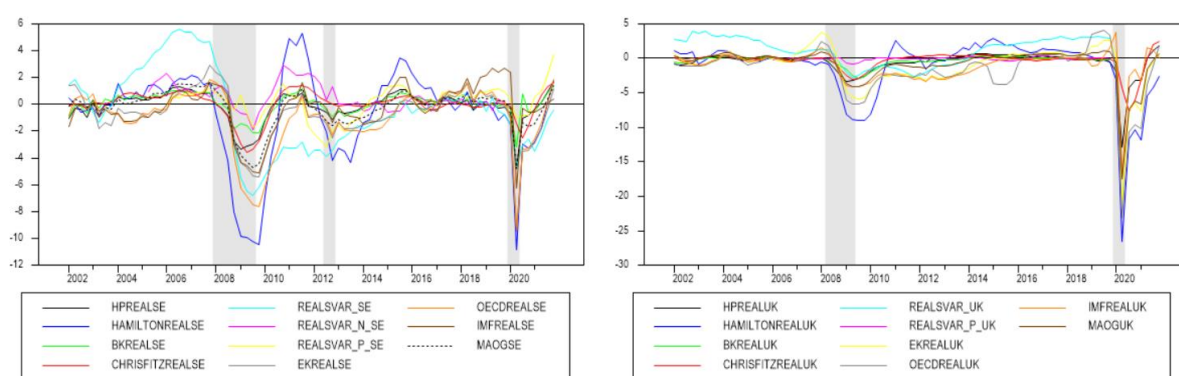 6
4
2
0
-2
-4
-6
-8
-10
-12
2002 2004 2006 2008 2010 2012 2014 2016 2018 2020
HPREALSE REALSVAR_SE OECDREALSE
HAMILTONREALSE REALSVAR_N_SE IMFREALSE
BKREALSE REALSVAR_P_SE MAOGSE
CHRISFITZREALSE EKREALSE
5
0
-5
-10
-15
-20
-25
-30
2002 2004 2006 2008 2010 2012 2014 2016 2018 2020
HPREALUK REALSVAR_UK IMFREALUK
HAMILTONREALUK REALSVAR_P_UK MAOGUK
BKREALUK EKREALUK
CHRISFITZREALUK OECDREALUK